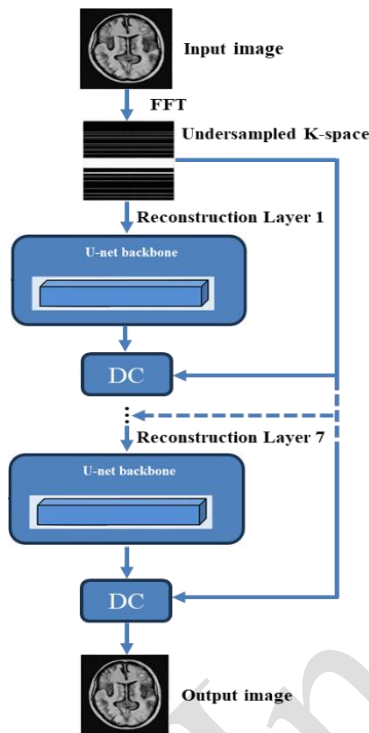 Input image
FFT
Undersampled K-space
Reconstruction Layer 1
U-net backbone
DC
Reconstruction Layer 7
U-net backbone
DC
Output image